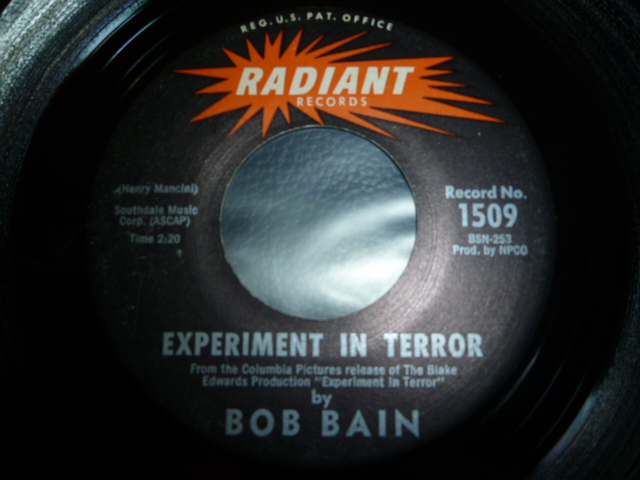 REG. U.S. PAT. OFFICE
RADIANT
RECORDS
(Henry Mancini)
Southdale Music
Corp. (ASCAP)
Time 2:20
Record No.
1509
BSN-253
Prod. by NPCO
EXPERIMENT IN TERROR
From the Columbia Pictures release of The Blake
Edwards Production "Experiment In Terror"
by
BOB BAIN